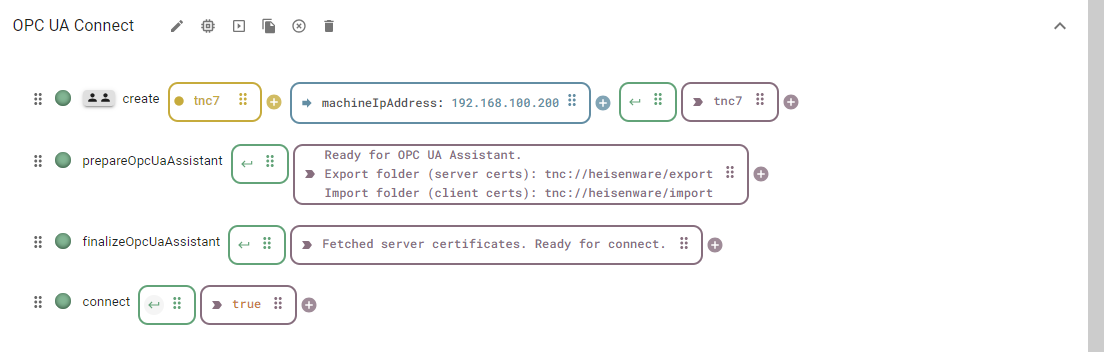 OPC UA Connect
create tnc7 machineIpAddress: 192.168.100.200 tnc7
prepareOpcUaAssistant
Ready for OPC UA Assistant.
Export folder (server certs): tnc://heisenware/export
Import folder (client certs): tnc://heisenware/import
finalizeOpcUaAssistant Fetched server certificates. Ready for connect.
connect true